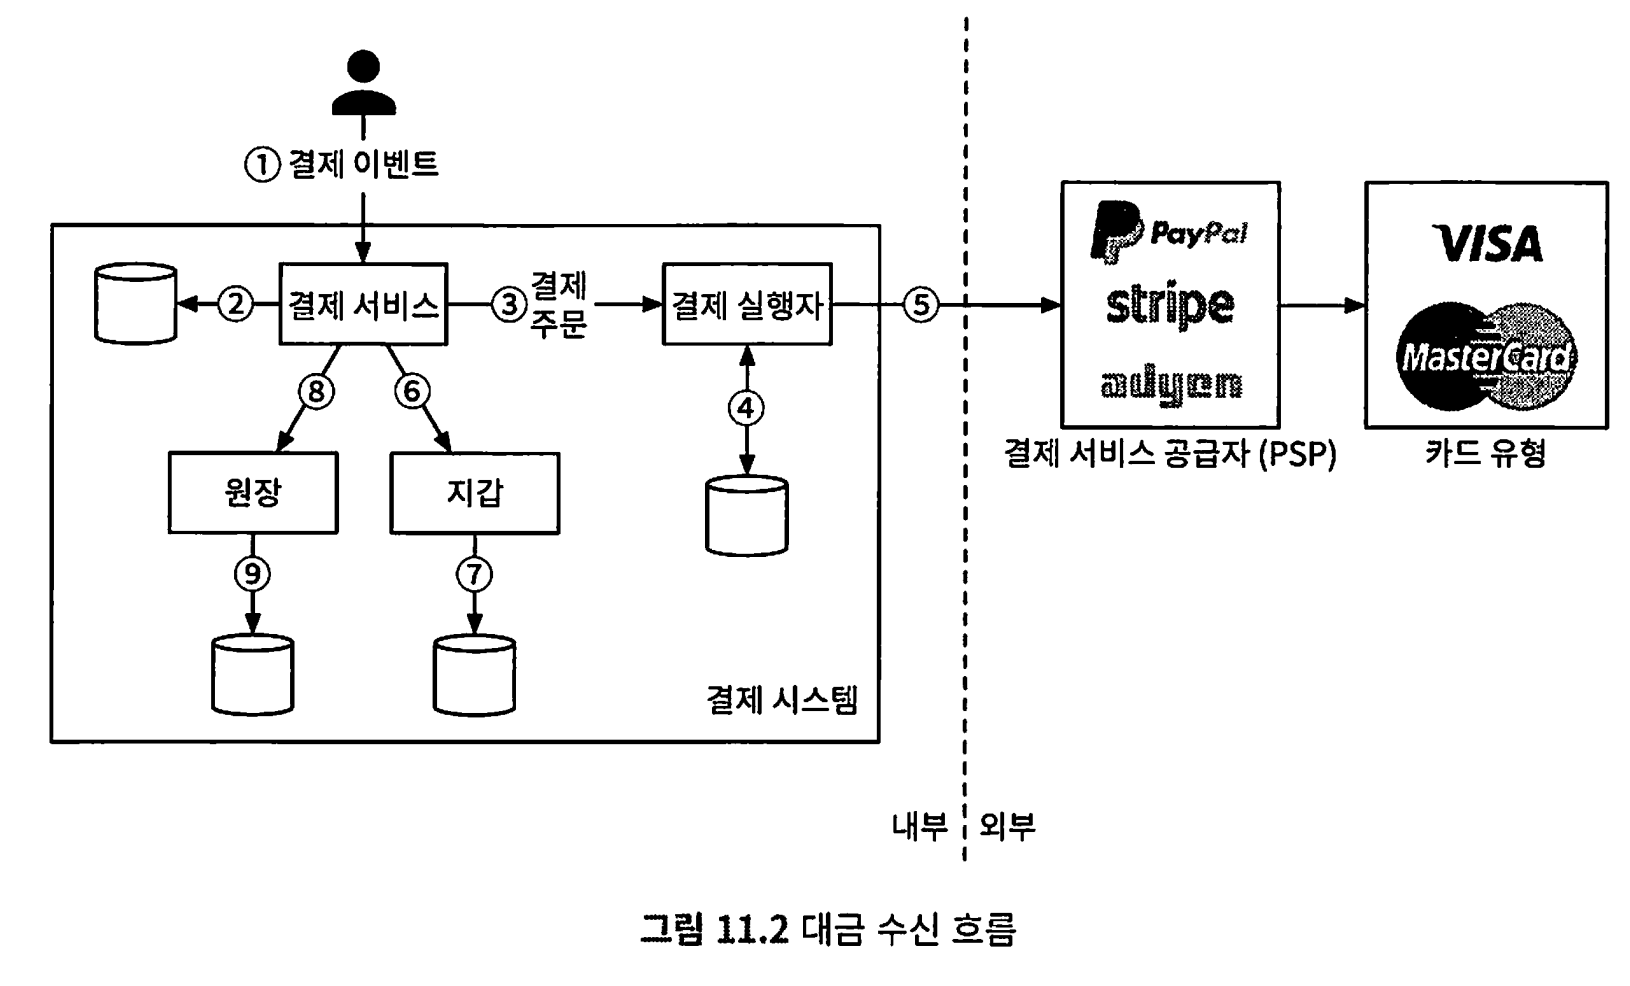 ① 결제 이벤트
② 결제 서비스 ③ 결제 주문 결제 실행자 ⑤
⑧ ⑥ ④
원장 지갑
⑨ ⑦
결제 시스템
PayPal
stripe
adyen
결제 서비스 공급자 (PSP)
VISA
MasterCard
카드 유형
내부 외부
그림 11.2 대금 수신 흐름